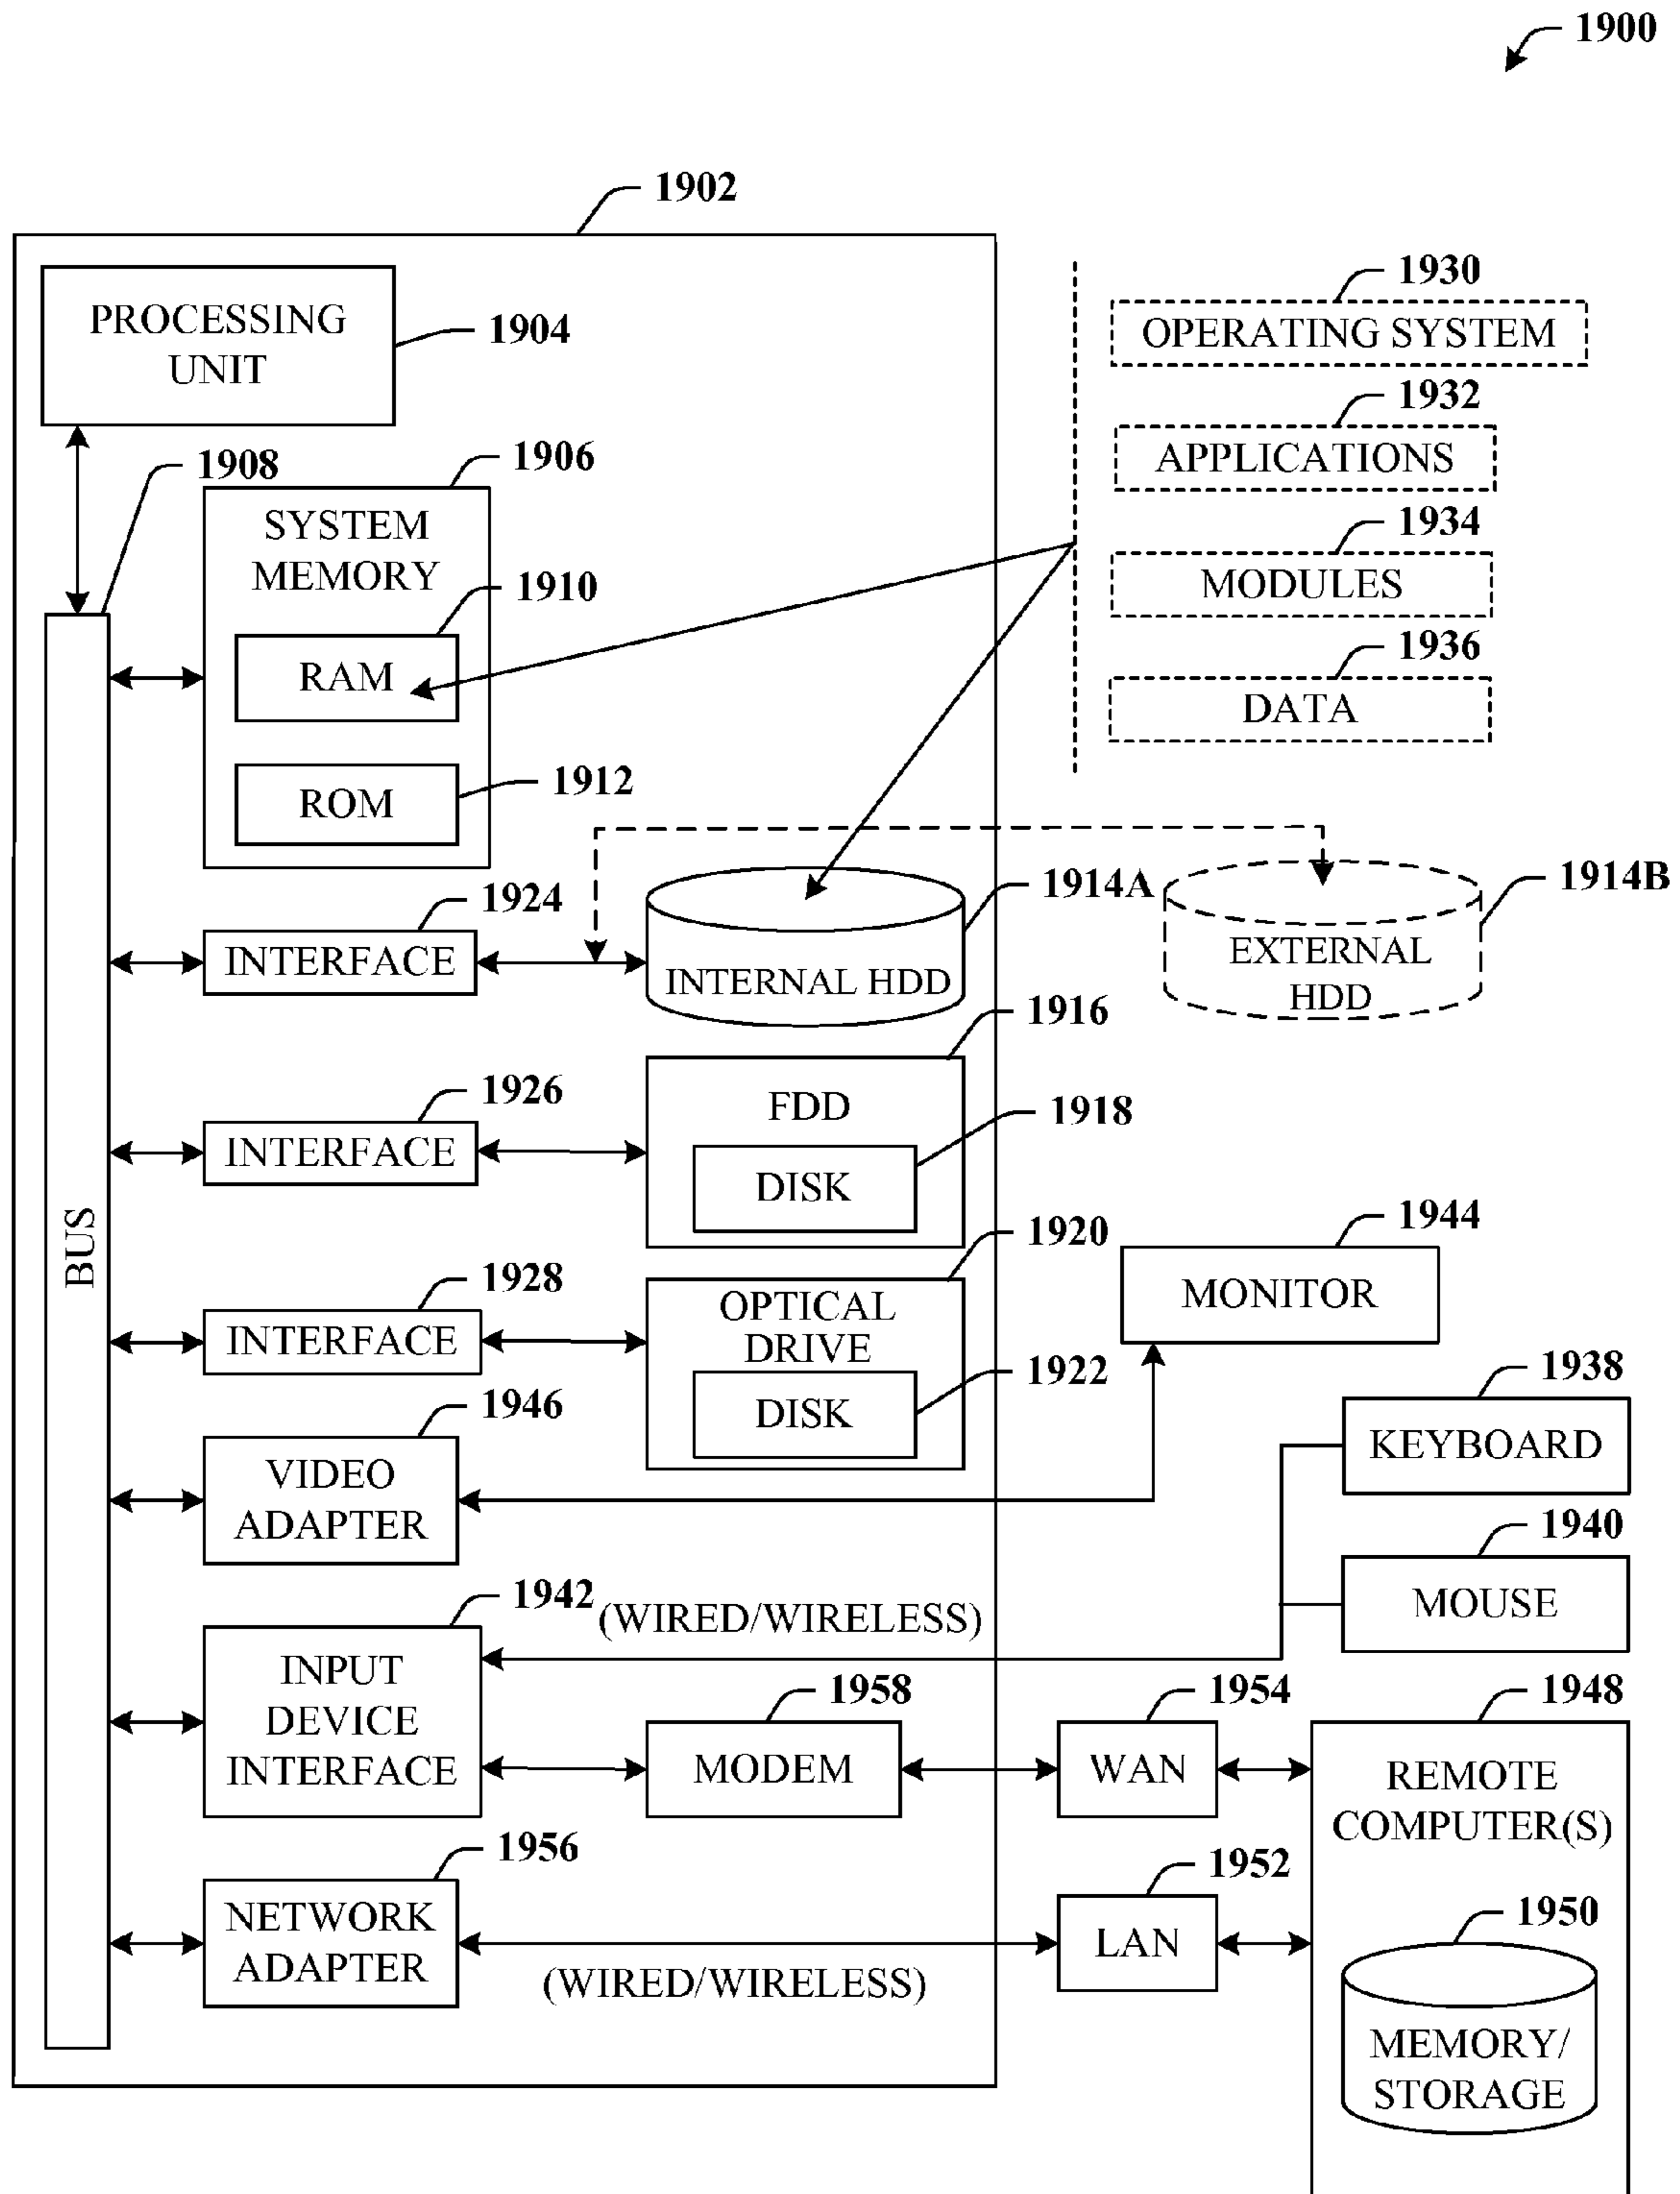 1900
1902
PROCESSING
UNIT
1904
1930
OPERATING SYSTEM
1932
APPLICATIONS
1934
MODULES
1936
DATA
1908
1906
SYSTEM
MEMORY
1910
RAM
1912
ROM
1924
INTERFACE
1914A
INTERNAL HDD
1914B
EXTERNAL
HDD
1926
INTERFACE
1916
FDD
1918
DISK
BUS
1928
INTERFACE
1920
OPTICAL
DRIVE
1922
DISK
1944
MONITOR
1946
VIDEO
ADAPTER
1938
KEYBOARD
1940
MOUSE
1942
(WIRED/WIRELESS)
INPUT
DEVICE
INTERFACE
1958
MODEM
1954
WAN
1948
REMOTE
COMPUTER(S)
1956
NETWORK
ADAPTER
(WIRED/WIRELESS)
1952
LAN
1950
MEMORY/
STORAGE